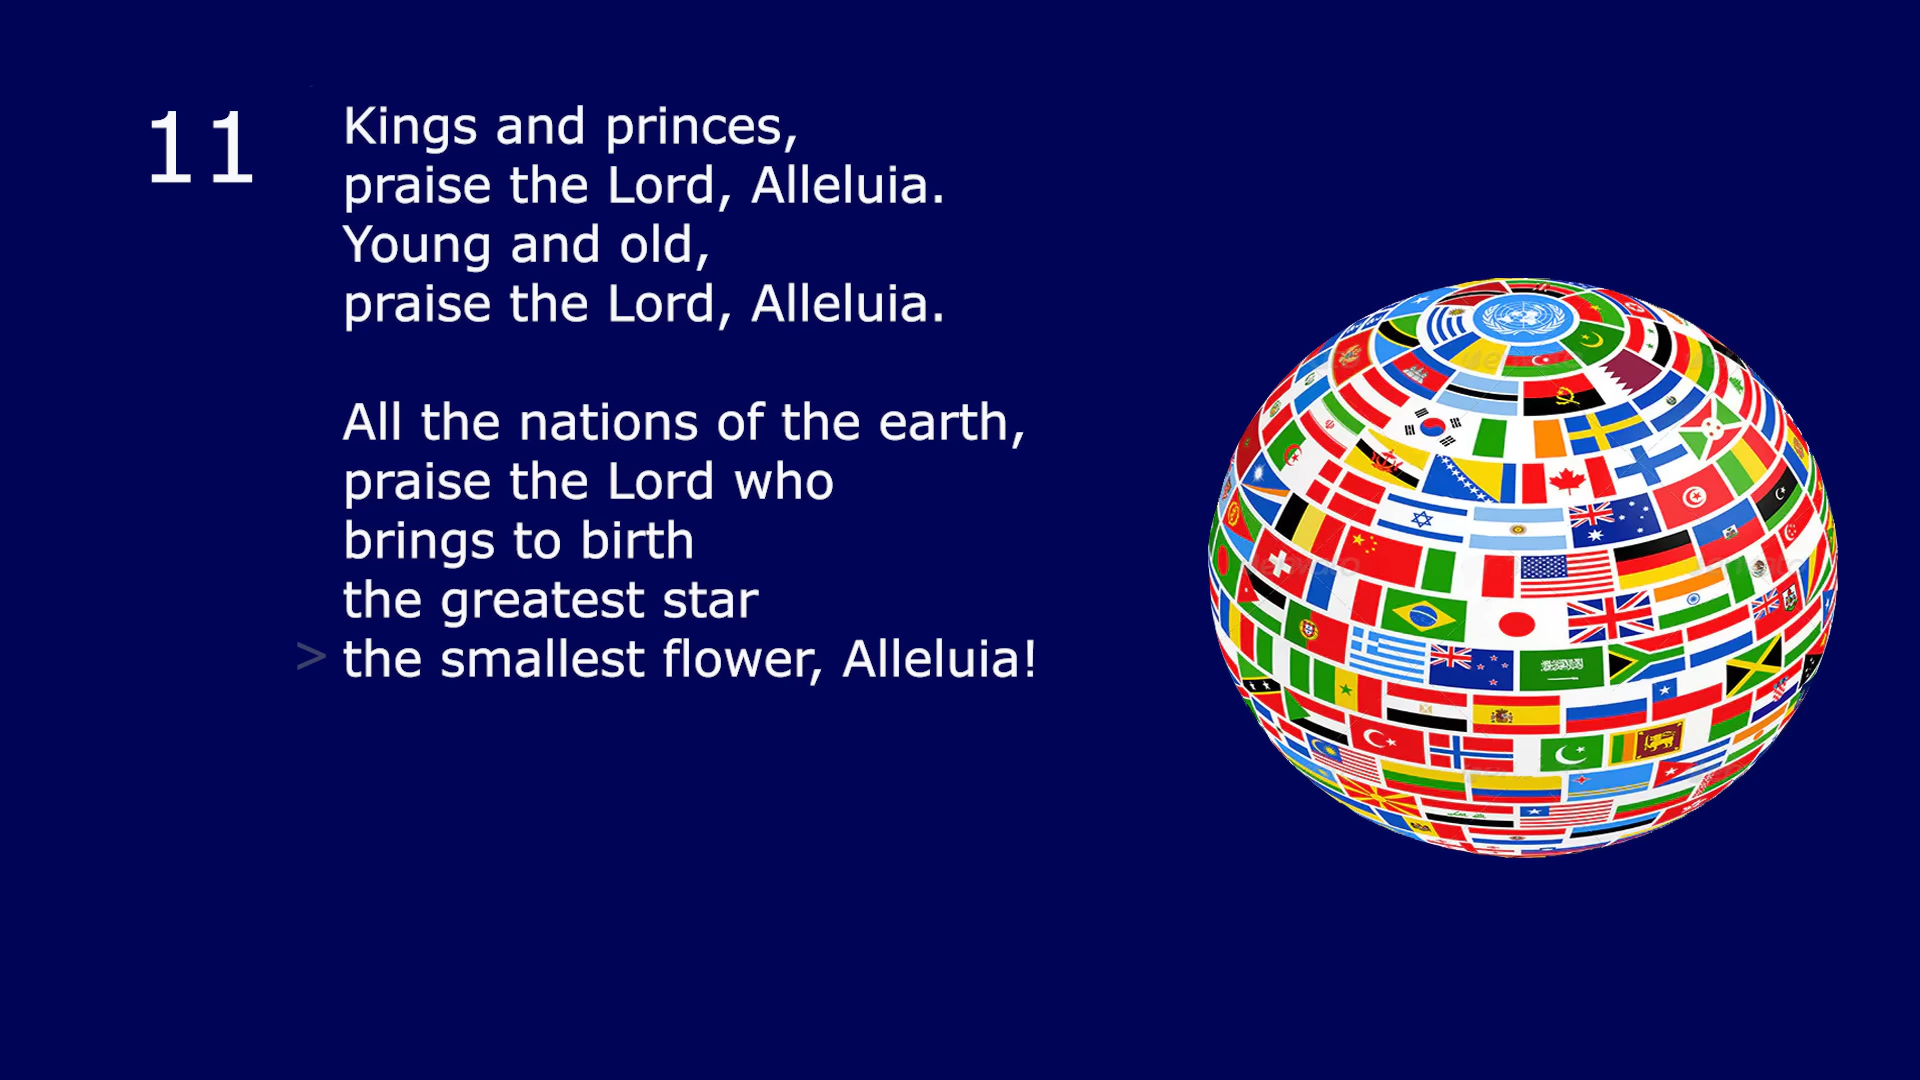 11
Kings and princes,
praise the Lord, Alleluia.
Young and old,
praise the Lord, Alleluia.
All the nations of the earth,
praise the Lord who
brings to birth
the greatest star
> the smallest flower, Alleluia!